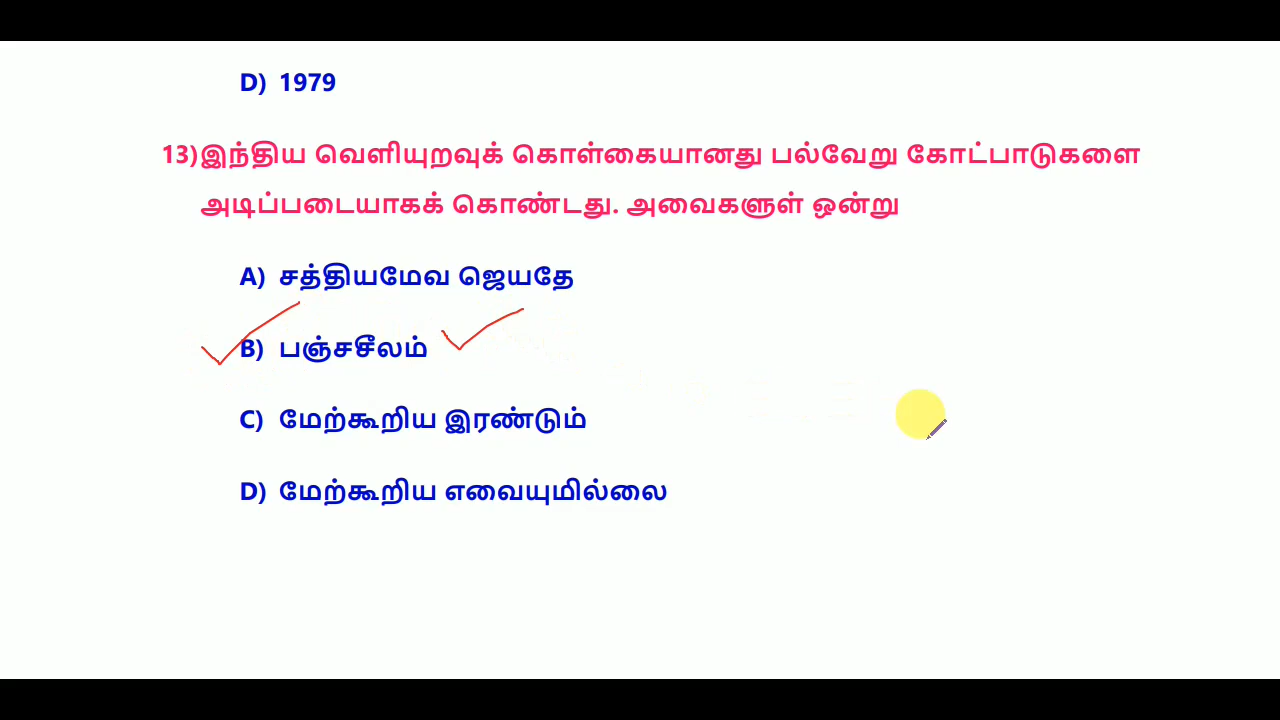 D) 1979
13)இந்திய வெளியுறவுக் கொள்கையானது பல்வேறு கோட்பாடுகளை
அடிப்படையாகக் கொண்டது. அவைகளுள் ஒன்று
A) சத்தியமேவ ஜெயதே
B) பஞ்சசீலம்
C) மேற்கூறிய இரண்டும்
D) மேற்கூறிய எவையுமில்லை